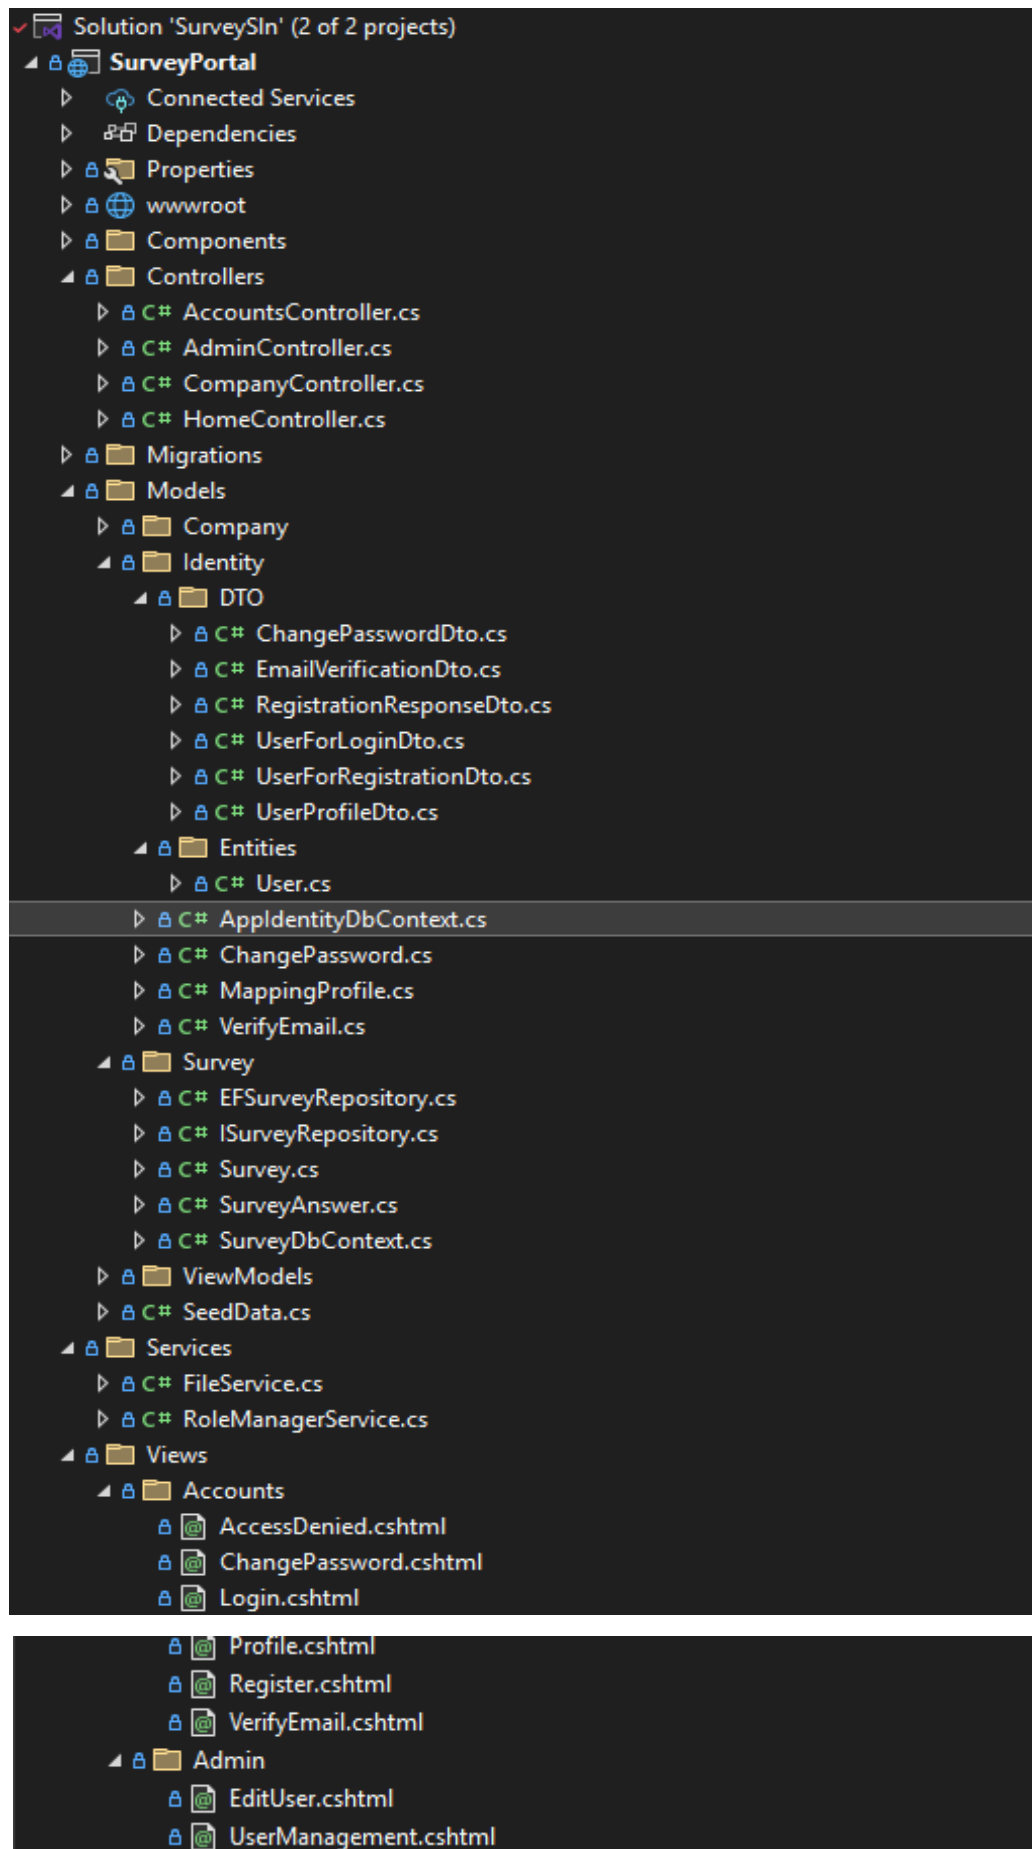 Solution 'SurveySln' (2 of 2 projects)
SurveyPortal
Connected Services
Dependencies
Properties
wwwroot
Components
Controllers
C# AccountsController.cs
C# AdminController.cs
C# CompanyController.cs
C# HomeController.cs
Migrations
Models
Company
Identity
DTO
C# ChangePasswordDto.cs
C# EmailVerificationDto.cs
C# RegistrationResponseDto.cs
C# UserForLoginDto.cs
C# UserForRegistrationDto.cs
C# UserProfileDto.cs
Entities
C# User.cs
C# AppIdentityDbContext.cs
C# ChangePassword.cs
C# MappingProfile.cs
C# VerifyEmail.cs
Survey
C# EFSurveyRepository.cs
C# ISurveyRepository.cs
C# Survey.cs
C# SurveyAnswer.cs
C# SurveyDbContext.cs
ViewModels
C# SeedData.cs
Services
C# FileService.cs
C# RoleManagerService.cs
Views
Accounts
@ AccessDenied.cshtml
@ ChangePassword.cshtml
@ Login.cshtml
@ Profile.cshtml
@ Register.cshtml
@ VerifyEmail.cshtml
Admin
@ EditUser.cshtml
@ UserManagement.cshtml